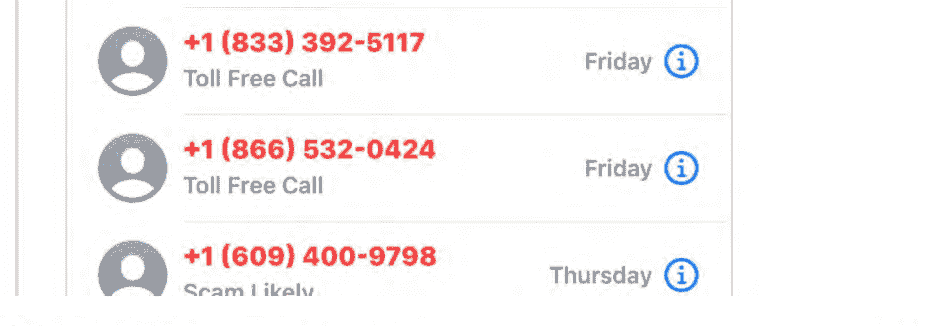 +1 (833) 392-5117
Toll Free Call
Friday
+1 (866) 532-0424
Toll Free Call
Friday
+1 (609) 400-9798
Scam Likely
Thursday